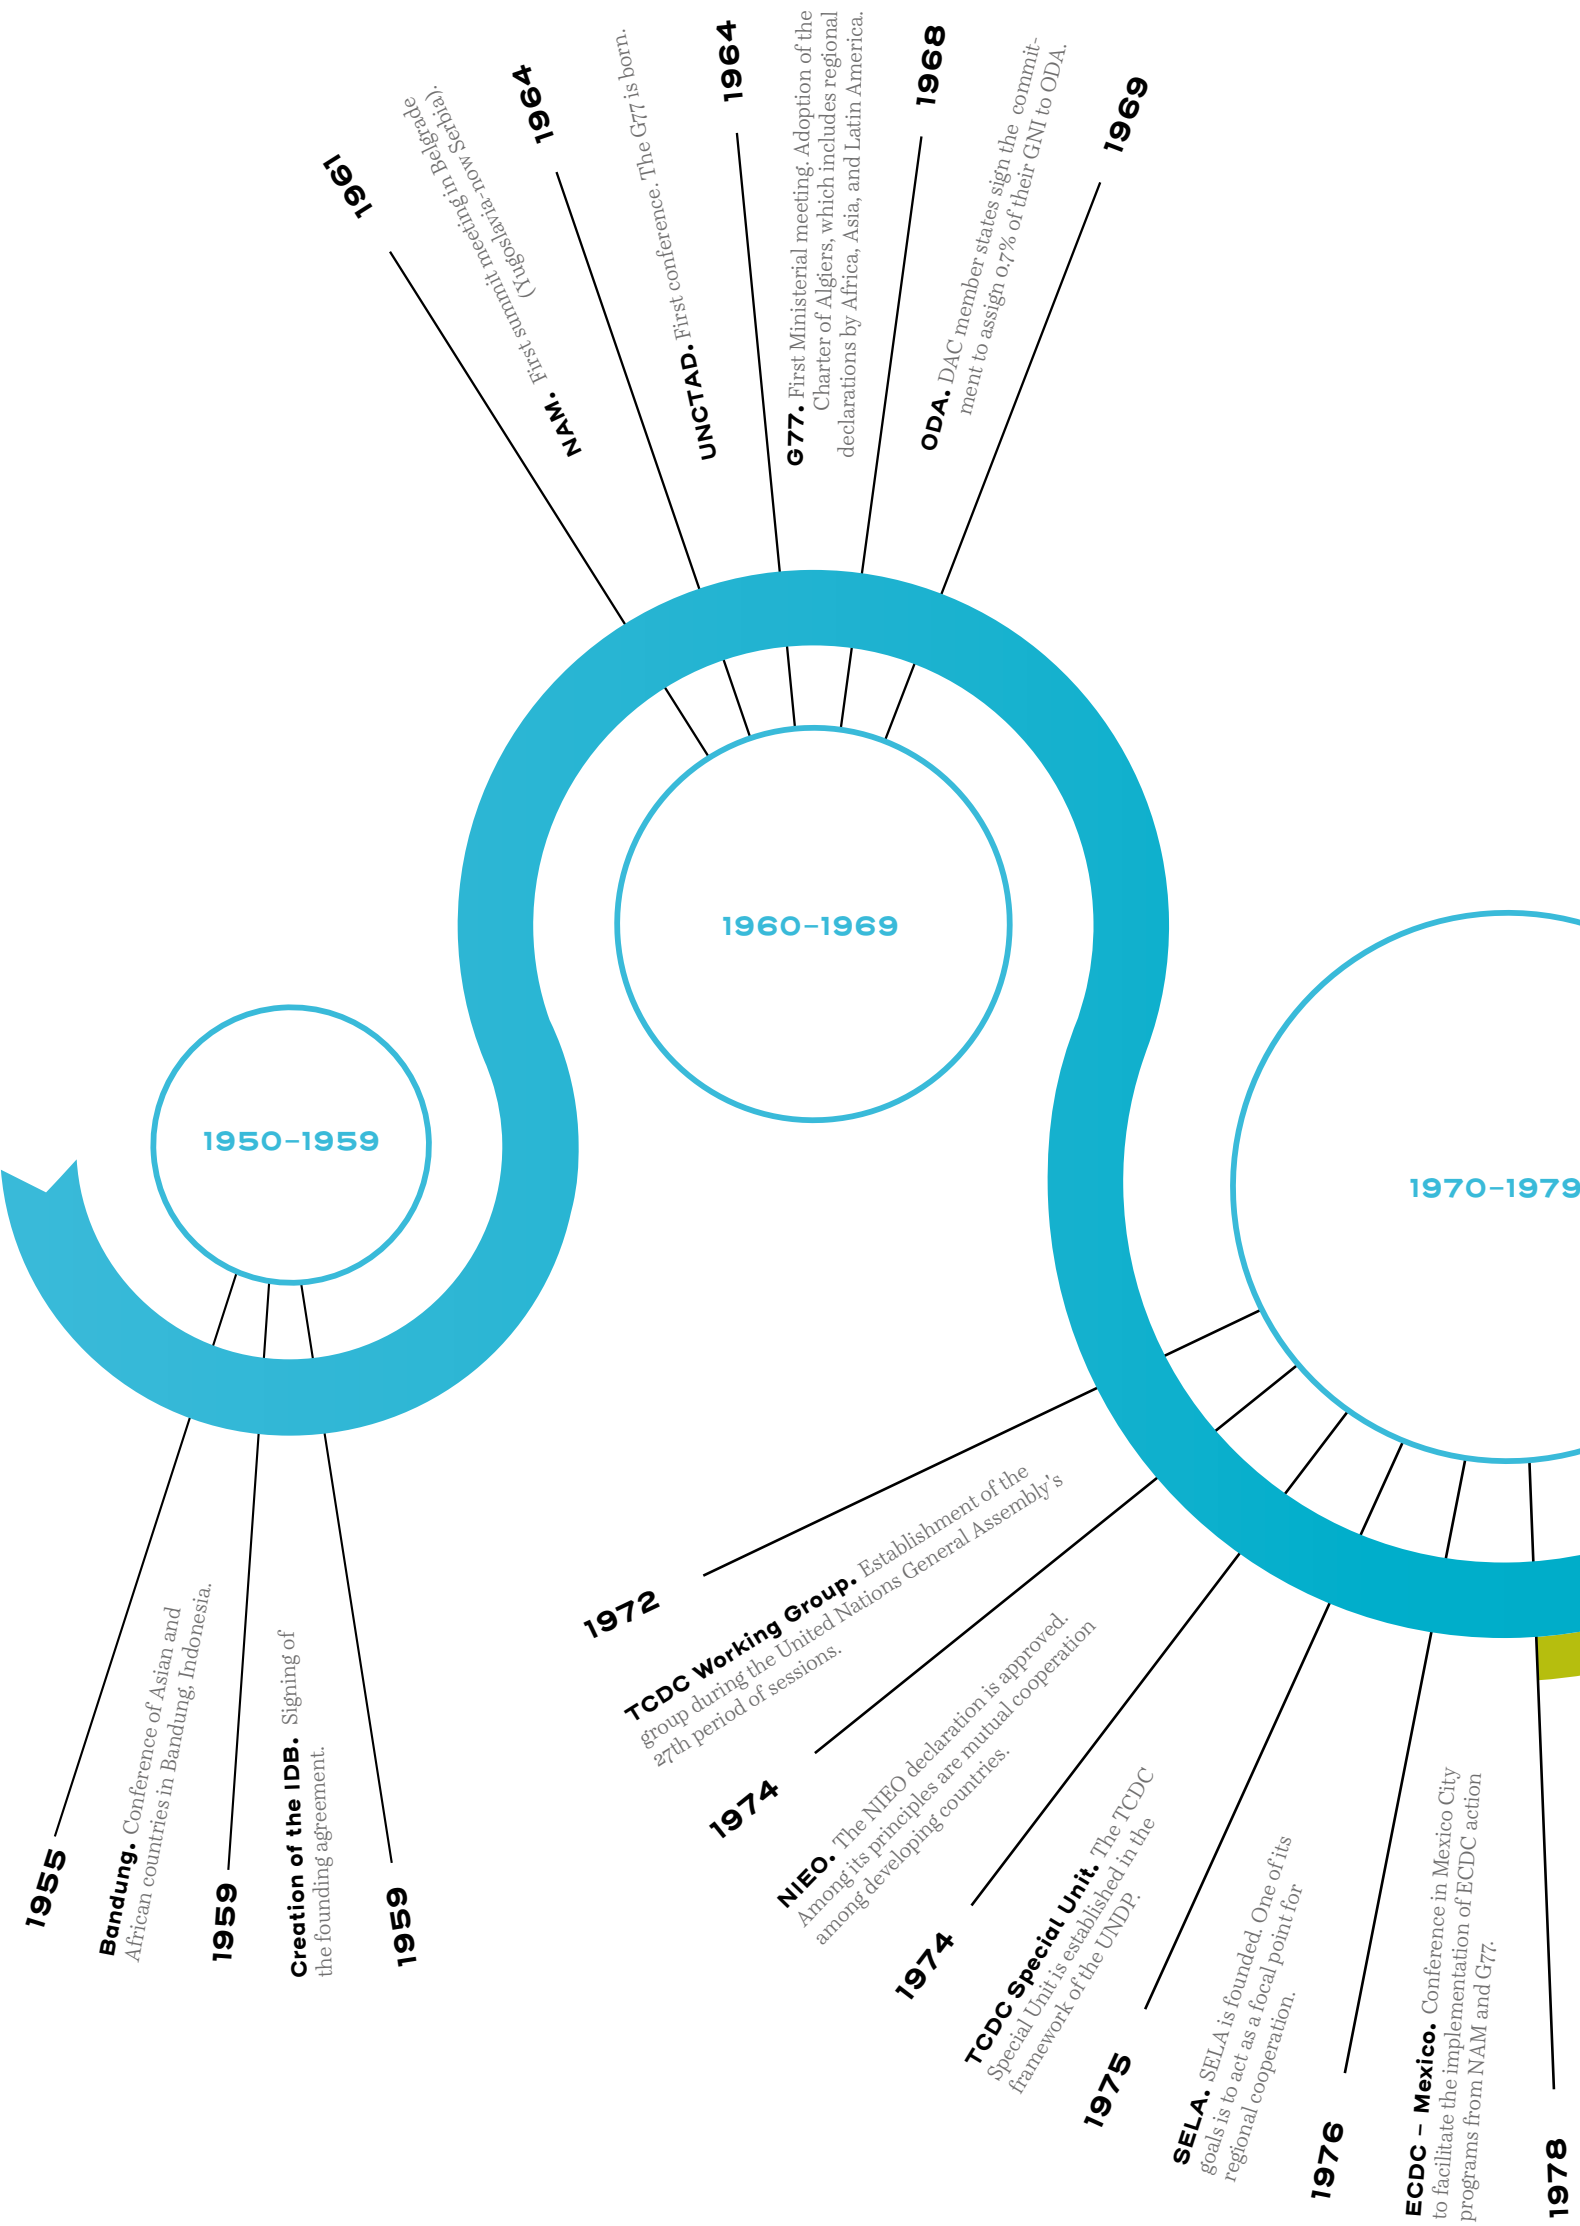 1950–1959
1955
Bandung. Conference of Asian and
African countries in Bandung, Indonesia.
1959
Creation of the IDB. Signing of
the founding agreement.
1959
1960–1969
1961
NAM. First summit meeting in Belgrade
(Yugoslavia-now Serbia).
1964
UNCTAD. First conference. The G77 is born.
1964
G77. First Ministerial meeting. Adoption of the
Charter of Algiers, which includes regional
declarations by Africa, Asia, and Latin America.
1968
ODA. DAC member states sign the commit-
ment to assign 0.7% of their GNI to ODA.
1969
1970–1979
1972
TCDC Working Group. Establishment of the
group during the United Nations General Assembly's
27th period of sessions.
1974
NIEO. The NIEO declaration is approved.
Among its principles are mutual cooperation
among developing countries.
1974
TCDC Special Unit. The TCDC
Special Unit is established in the
framework of the UNDP.
1975
SELA. SELA is founded. One of its
goals is to act as a focal point for
regional cooperation.
1976
ECDC – Mexico. Conference in Mexico City
to facilitate the implementation of ECDC action
programs from NAM and G77.
1978